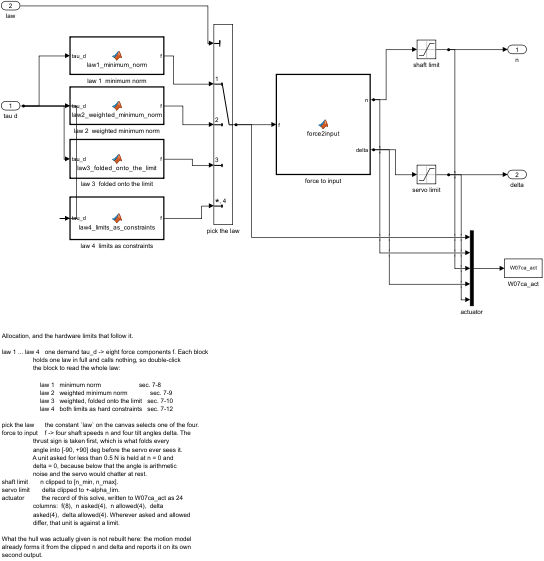 2
law
tau_d
law1_minimum_norm
f
law 1 minimum norm
tau_d
law2_weighted_minimum_norm
f
law 2 weighted minimum norm
1
tau d
tau_d
law3_folded_onto_the_limit
f
law 3 folded onto the limit
tau_d
law4_limits_as_constraints
f
law 4 limits as constraints
1
2
3
*, 4
pick the law
f
force2input
n
delta
force to input
shaft limit
1
n
servo limit
2
delta
actuator
W07ca_act
W07ca_act
Allocation, and the hardware limits that follow it.
law 1 ... law 4 one demand tau_d -> eight force components f. Each block
holds one law in full and calls nothing, so double-click
the block to read the whole law:
law 1 minimum norm sec. 7-8
law 2 weighted minimum norm sec. 7-9
law 3 weighted, folded onto the limit sec. 7-10
law 4 both limits as hard constraints sec. 7-12
pick the law the constant `law` on the canvas selects one of the four.
force to input f -> four shaft speeds n and four tilt angles delta. The
thrust sign is taken first, which is what folds every
angle into [-90, +90] deg before the servo ever sees it.
A unit asked for less than 0.5 N is held at n = 0 and
delta = 0, because below that the angle is arithmetic
noise and the servo would chatter at rest.
shaft limit n clipped to [n_min, n_max].
servo limit delta clipped to +-alpha_lim.
actuator the record of this solve, written to W07ca_act as 24
columns: f(8), n asked(4), n allowed(4), delta
asked(4), delta allowed(4). Wherever asked and allowed
differ, that unit is against a limit.
What the hull was actually given is not rebuilt here: the motion model
already forms it from the clipped n and delta and reports it on its own
second output.